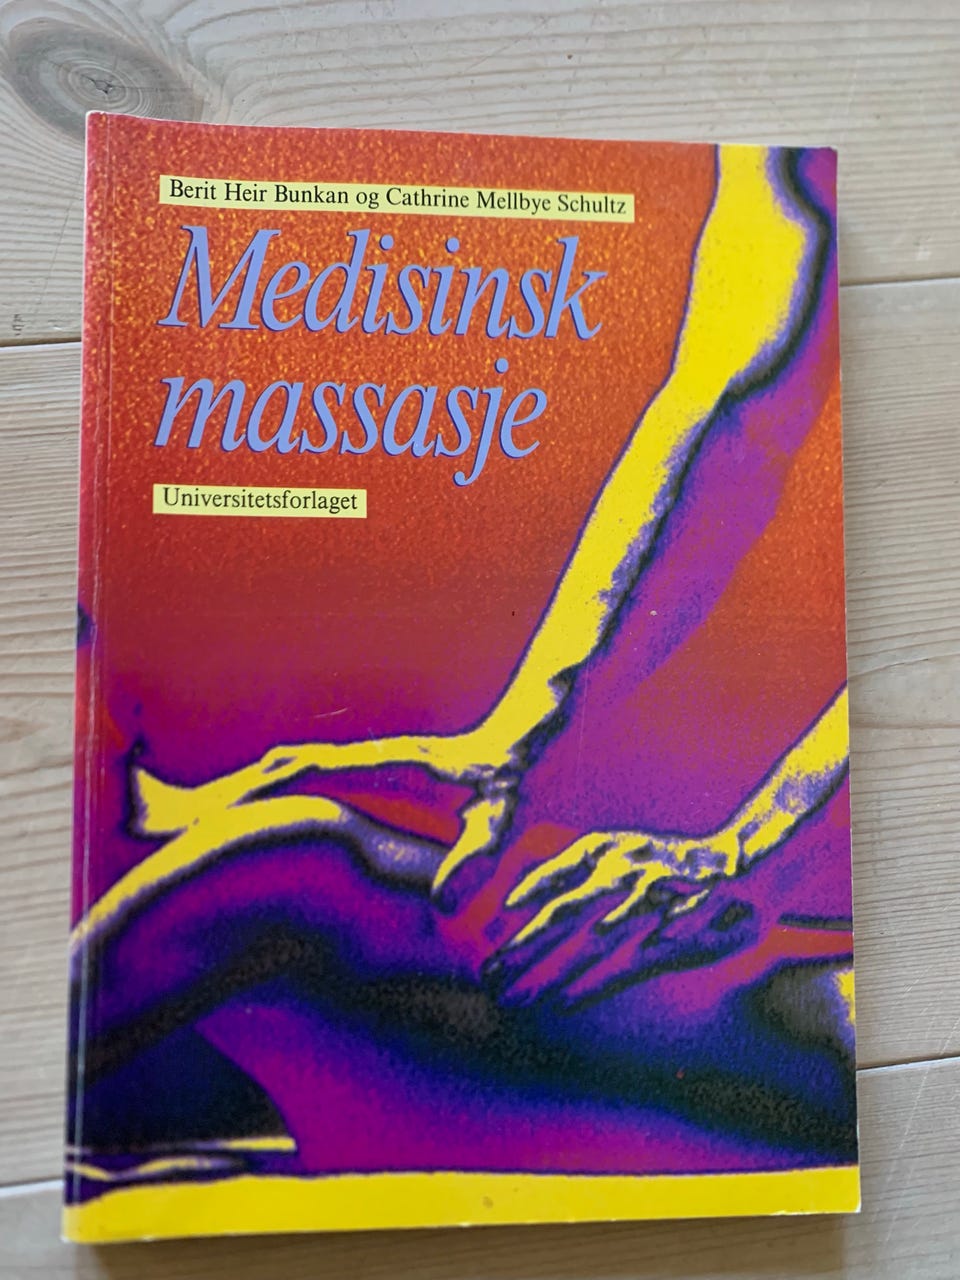 Berit Heir Bunkan og Cathrine Mellbye Schultz
Medisinsk
massasje
Universitetsforlaget